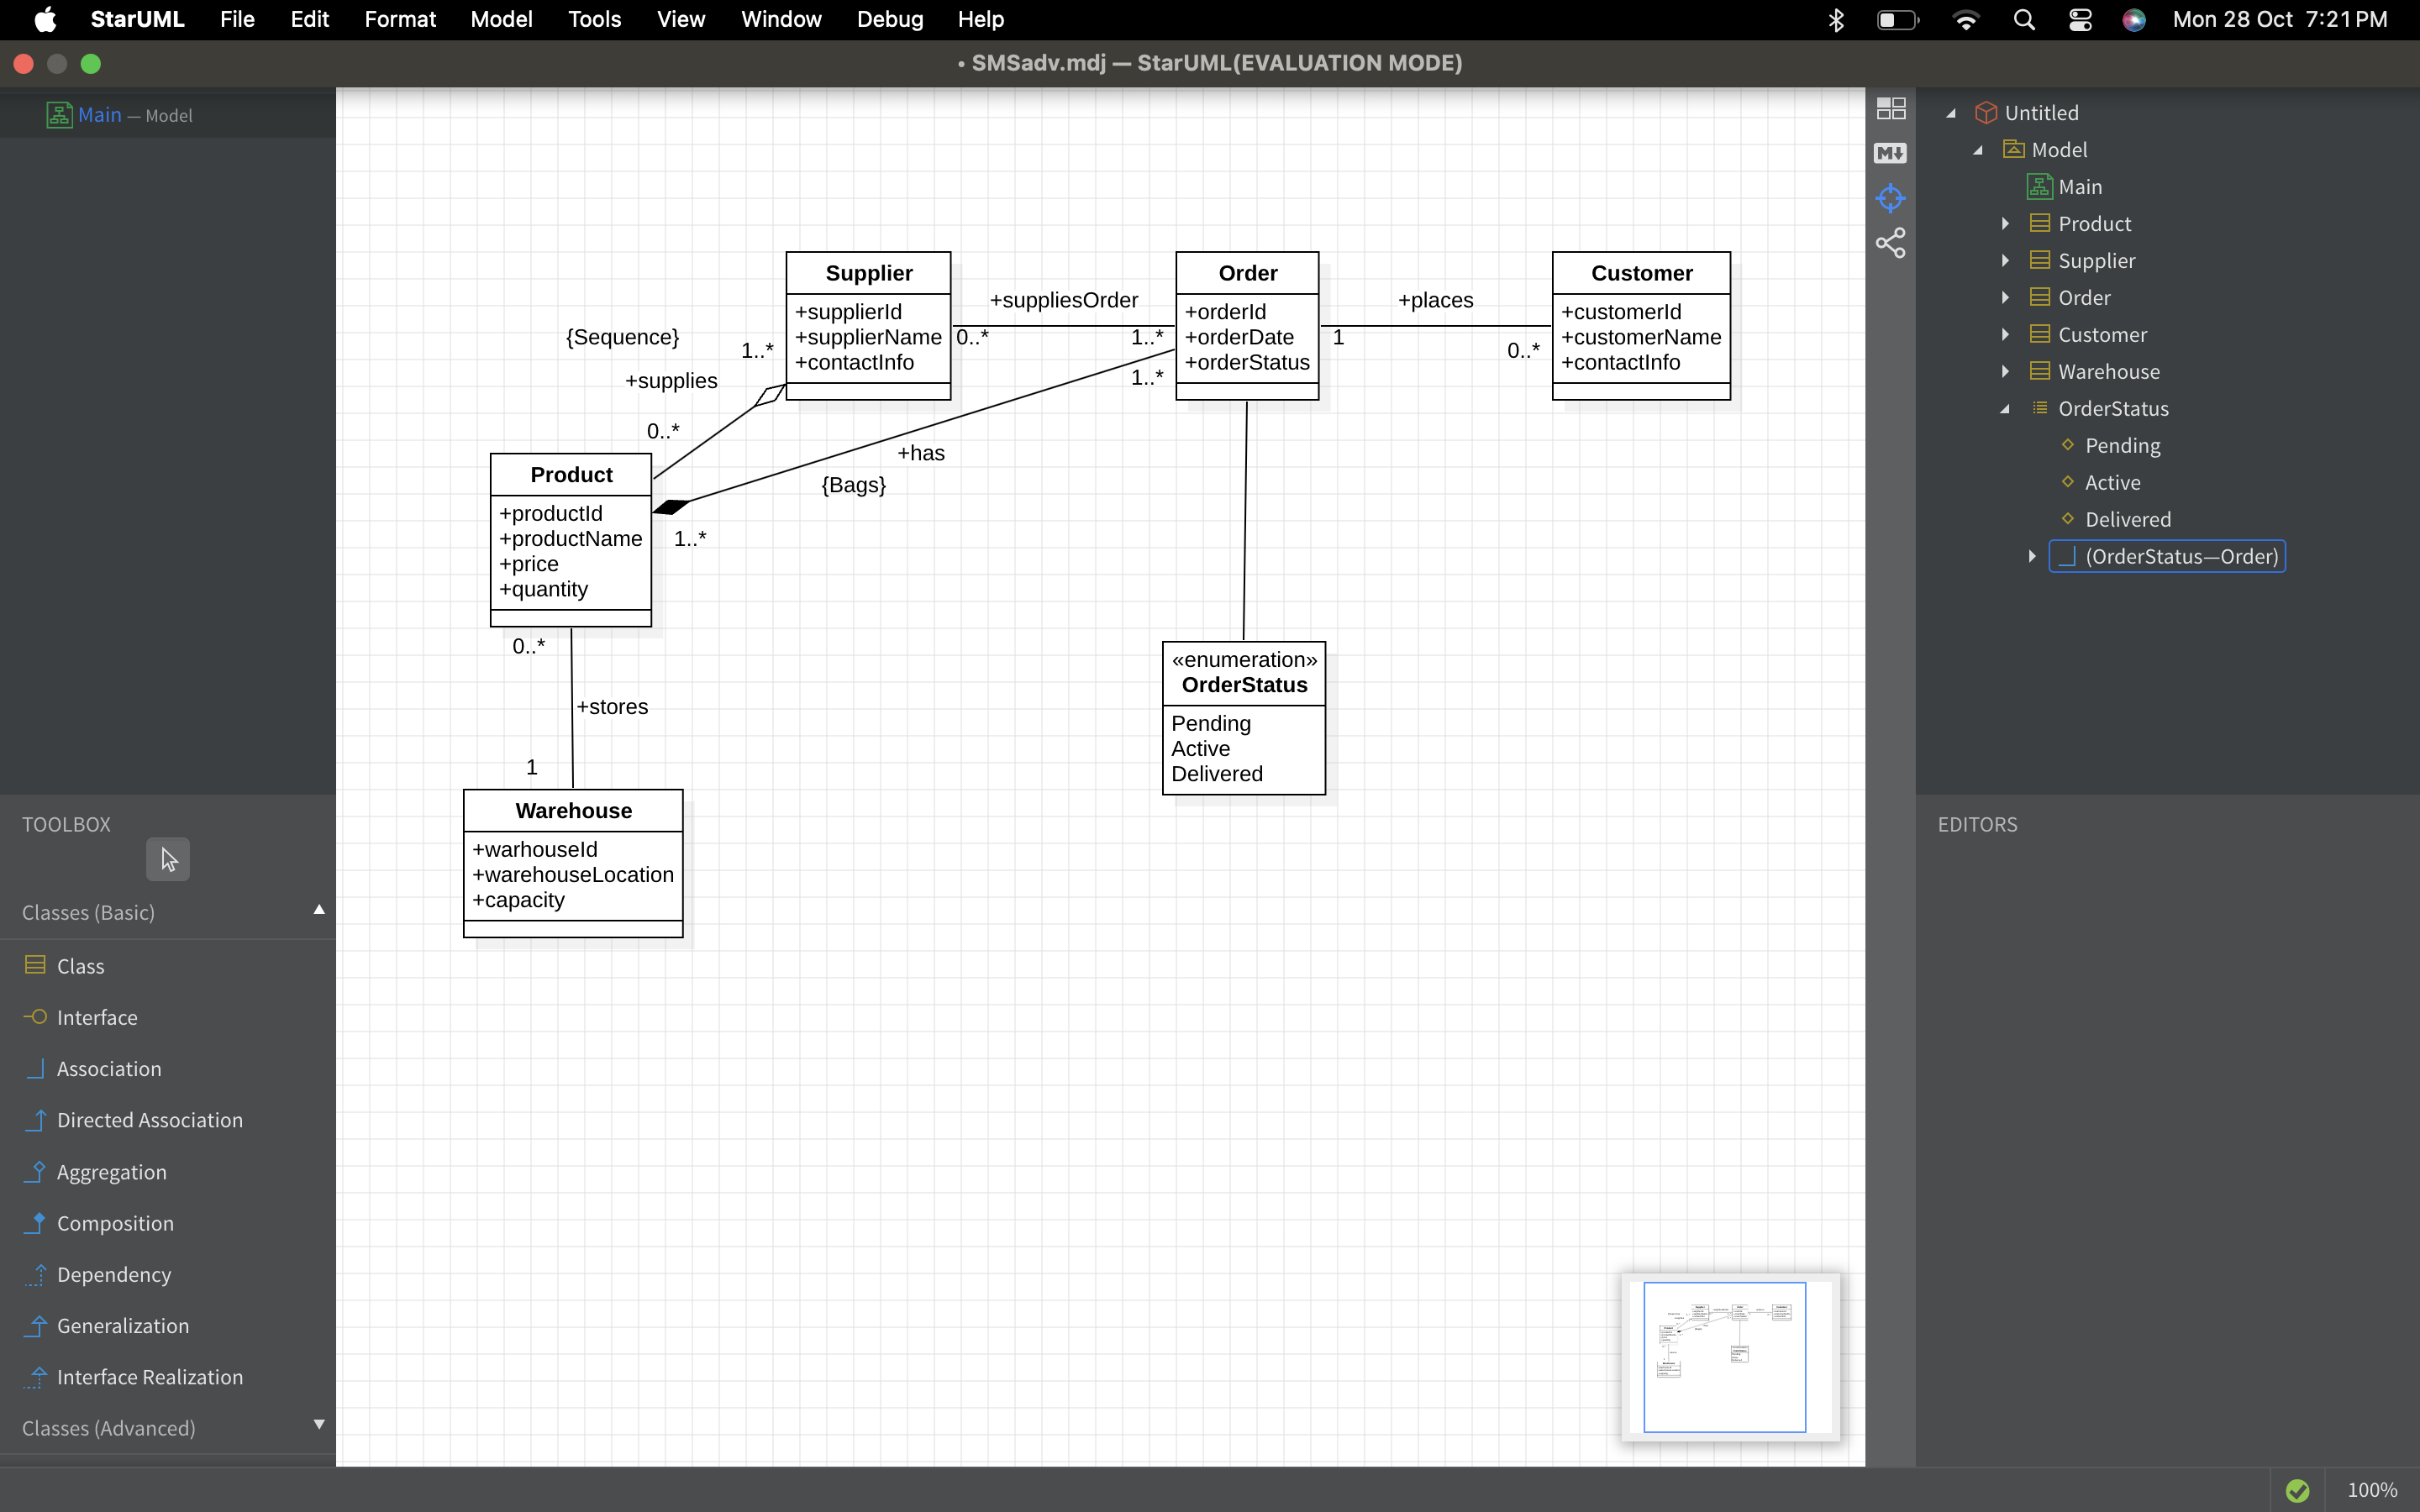 StarUML File Edit Format Model Tools View Window Debug Help Mon 28 Oct 7:21 PM
• SMSadv.mdj — StarUML(EVALUATION MODE)
Main — Model
TOOLBOX
Classes (Basic)
Class
Interface
Association
Directed Association
Aggregation
Composition
Dependency
Generalization
Interface Realization
Classes (Advanced)
Supplier
+supplierId
+supplierName
+contactInfo
+suppliesOrder
0..*
1..*
Order
+orderId
+orderDate
+orderStatus
+places
1
0..*
Customer
+customerId
+customerName
+contactInfo
{Sequence}
1..*
+supplies
0..*
1..*
+has
{Bags}
1..*
Product
+productId
+productName
+price
+quantity
0..*
+stores
1
Warehouse
+warhouseId
+warehouseLocation
+capacity
«enumeration»
OrderStatus
Pending
Active
Delivered
M
Untitled
Model
Main
Product
Supplier
Order
Customer
Warehouse
OrderStatus
Pending
Active
Delivered
(OrderStatus—Order)
EDITORS
100%